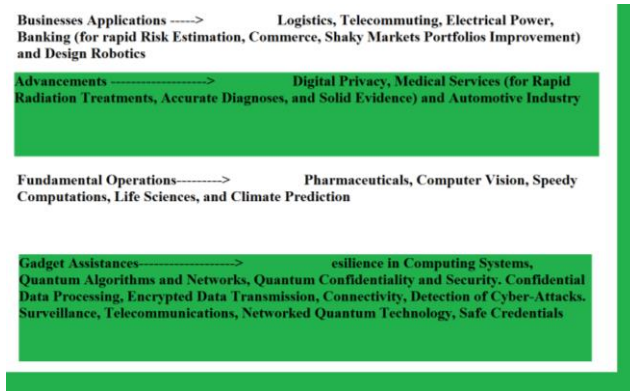 Businesses Applications -----> Logistics, Telecommuting, Electrical Power,
Banking (for rapid Risk Estimation, Commerce, Shaky Markets Portfolios Improvement)
and Design Robotics
Advancements -------------------> Digital Privacy, Medical Services (for Rapid
Radiation Treatments, Accurate Diagnoses, and Solid Evidence) and Automotive Industry
Fundamental Operations---------> Pharmaceuticals, Computer Vision, Speedy
Computations, Life Sciences, and Climate Prediction
Gadget Assistances-------------------> esilience in Computing Systems,
Quantum Algorithms and Networks, Quantum Confidentiality and Security. Confidential
Data Processing, Encrypted Data Transmission, Connectivity, Detection of Cyber-Attacks.
Surveillance, Telecommunications, Networked Quantum Technology, Safe Credentials